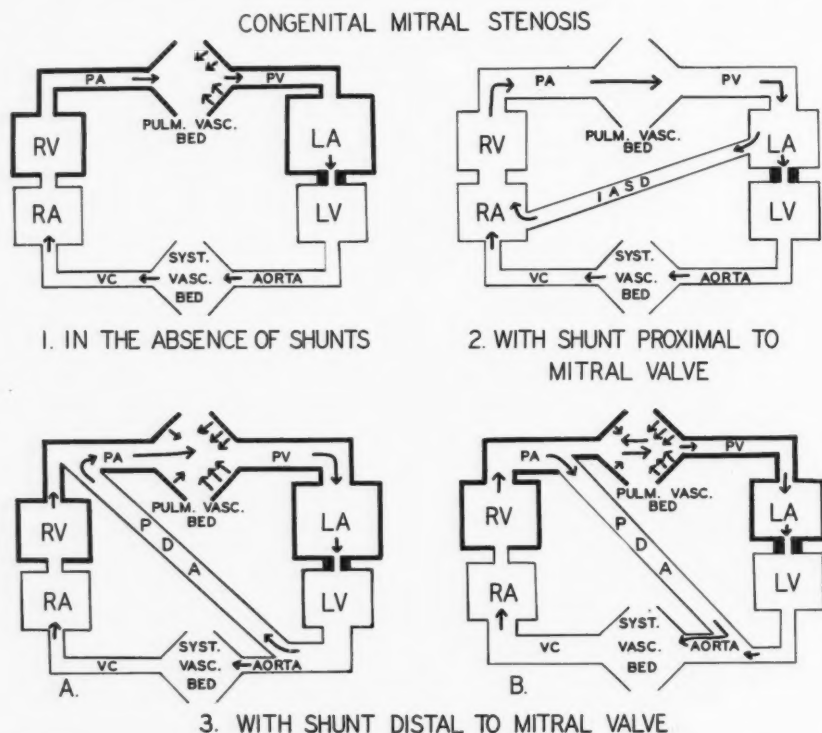 CONGENITAL MITRAL STENOSIS
PA
PV
PULM. VASC.
BED
RV
LA
RA
LV
SYST.
VASC.
BED
VC
AORTA
1. IN THE ABSENCE OF SHUNTS
PA
PV
PULM. VASC.
BED
RV
LA
IASD
RA
LV
SYST.
VASC.
BED
VC
AORTA
2. WITH SHUNT PROXIMAL TO
MITRAL VALVE
PA
PV
PULM. VASC.
BED
RV
LA
PDA
RA
LV
SYST.
VASC.
BED
VC
AORTA
A.
PA
PV
PULM. VASC.
BED
RV
LA
PDA
RA
LV
SYST.
VASC.
BED
VC
AORTA
B.
3. WITH SHUNT DISTAL TO MITRAL VALVE